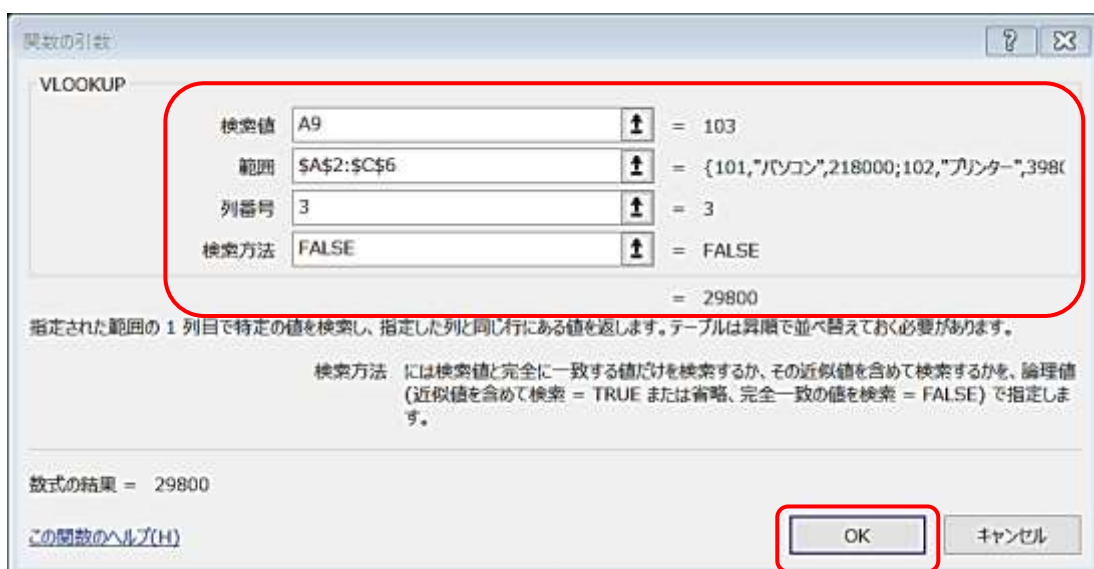 関数の引数
VLOOKUP
検索値 A9 = 103
範囲 $A$2:$C$6 = {101,"パソコン",218000;102,"プリンター",3980
列番号 3 = 3
検索方法 FALSE = FALSE
= 29800
指定された範囲の 1 列目で特定の値を検索し、指定した列と同じ行にある値を返します。テーブルは昇順で並べ替えておく必要があります。
検索方法 には検索値と完全に一致する値だけを検索するか、その近似値を含めて検索するかを、論理値
(近似値を含めて検索 = TRUE または省略、完全一致の値を検索 = FALSE) で指定しま
す。
数式の結果 = 29800
この関数のヘルプ(H)
OK キャンセル